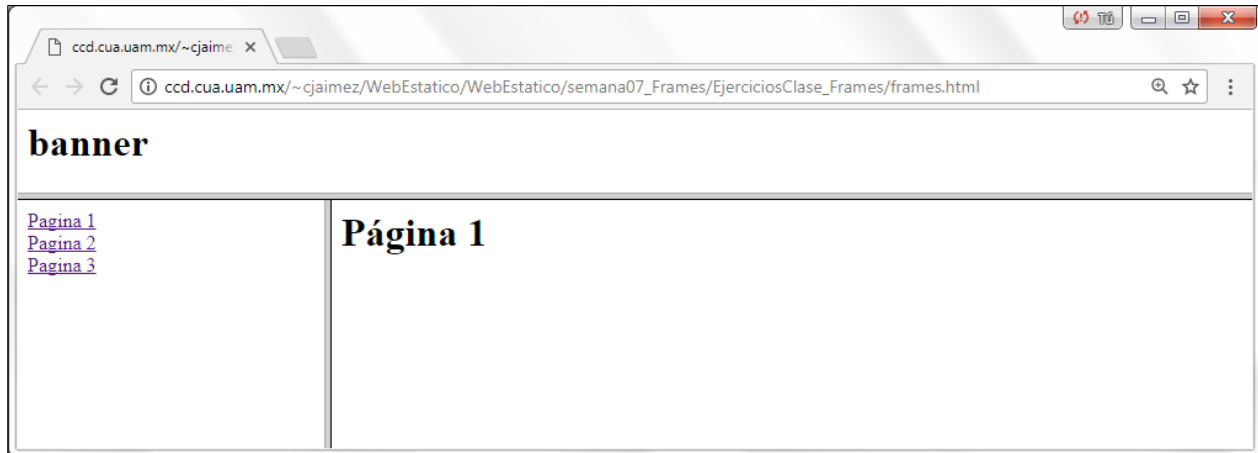 Tú
ccd.cua.uam.mx/~cjaime
ccd.cua.uam.mx/~cjaimez/WebEstatico/WebEstatico/semana07_Frames/EjerciciosClase_Frames/frames.html
banner
Pagina 1
Pagina 2
Pagina 3
Página 1